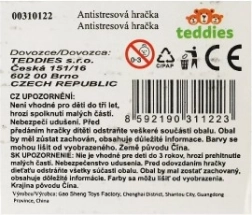 00310122
Antistresová hračka
Antistresová hračka
teddies
Dovozce/Dovozca:
TEDDIES s.r.o.
Česká 151/16
602 00 Brno
CZECH REPUBLIC
CIPAP
8 592190 311223
CZ UPOZORNĚNÍ:
Není vhodné pro děti do tří let,
hrozí spolknutí malých částí.
Nebezpečí udušení. Před
předáním hračky dítěti odstraňte veškeré součásti obalu. Obal
by měl zůstat zachován, obsahuje důležité informace. Barvy se
mohou lišit od vyobrazeného. Země původu Čína.
SK UPOZORNENIE: Nie je vhodné pre deti do 3 rokov, hrozí prehltnutí
malých častí. Nebezpečenstvo udusenia. Pred odovzdaním hračky dieťaťu
odstráňte všetky súčasti obalu. Obal by mal zostať zachovaný,
obsahuje dôležité informácie. Farby sa môžu líšiť od vyobrazeného.
Krajina pôvodu Čína.